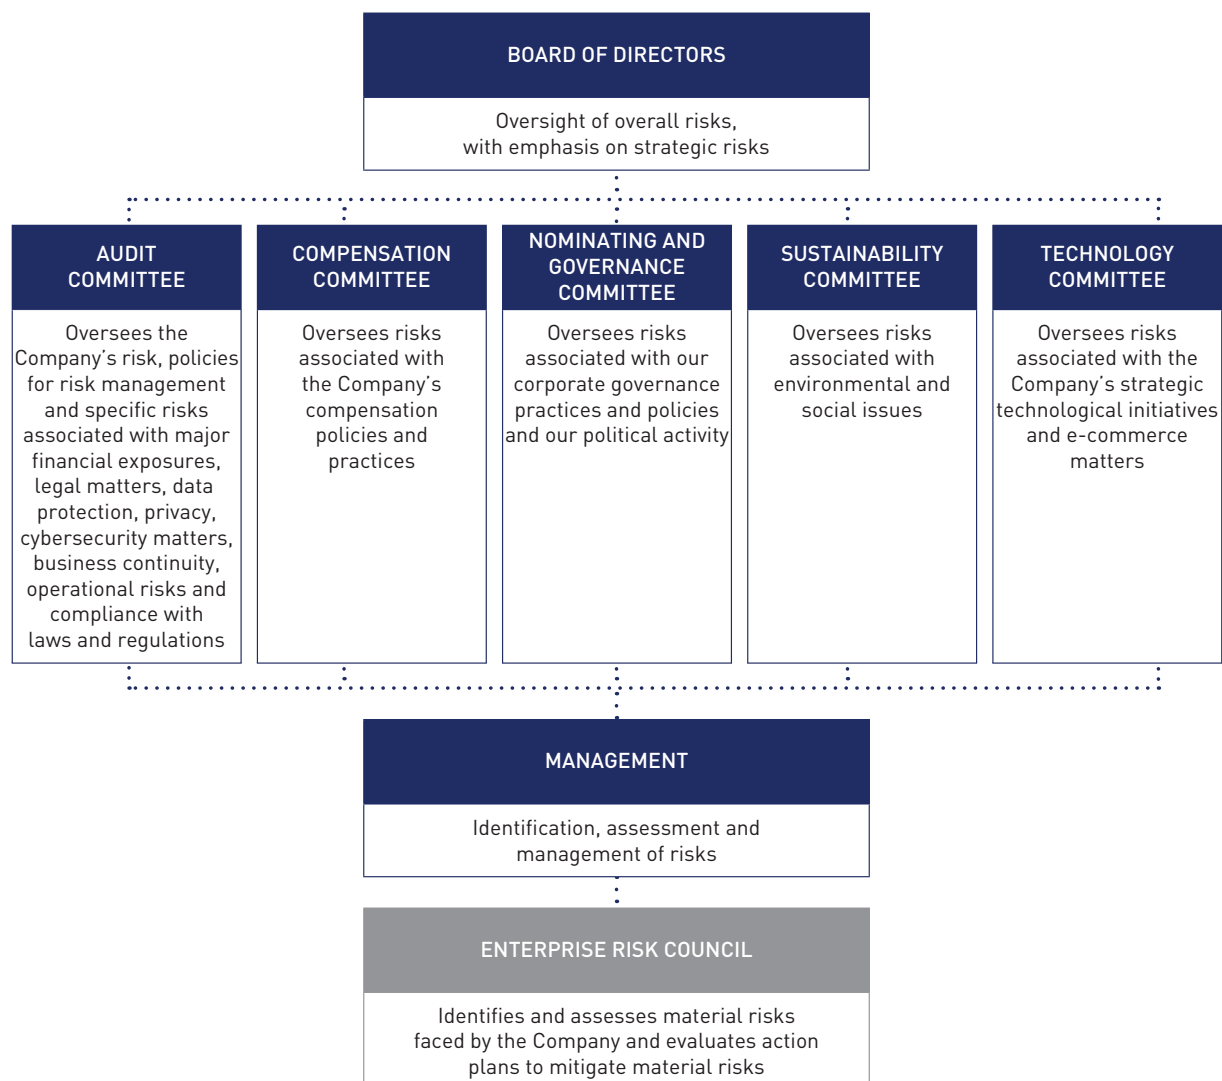 BOARD OF DIRECTORS
Oversight of overall risks,
with emphasis on strategic risks
AUDIT
COMMITTEE
Oversees the
Company’s risk, policies
for risk management
and specific risks
associated with major
financial exposures,
legal matters, data
protection, privacy,
cybersecurity matters,
business continuity,
operational risks and
compliance with
laws and regulations
COMPENSATION
COMMITTEE
Oversees risks
associated with
the Company’s
compensation
policies and
practices
NOMINATING AND
GOVERNANCE
COMMITTEE
Oversees risks
associated with our
corporate governance
practices and policies
and our political activity
SUSTAINABILITY
COMMITTEE
Oversees risks
associated with
environmental and
social issues
TECHNOLOGY
COMMITTEE
Oversees risks
associated with the
Company’s strategic
technological initiatives
and e-commerce
matters
MANAGEMENT
Identification, assessment and
management of risks
ENTERPRISE RISK COUNCIL
Identifies and assesses material risks
faced by the Company and evaluates action
plans to mitigate material risks